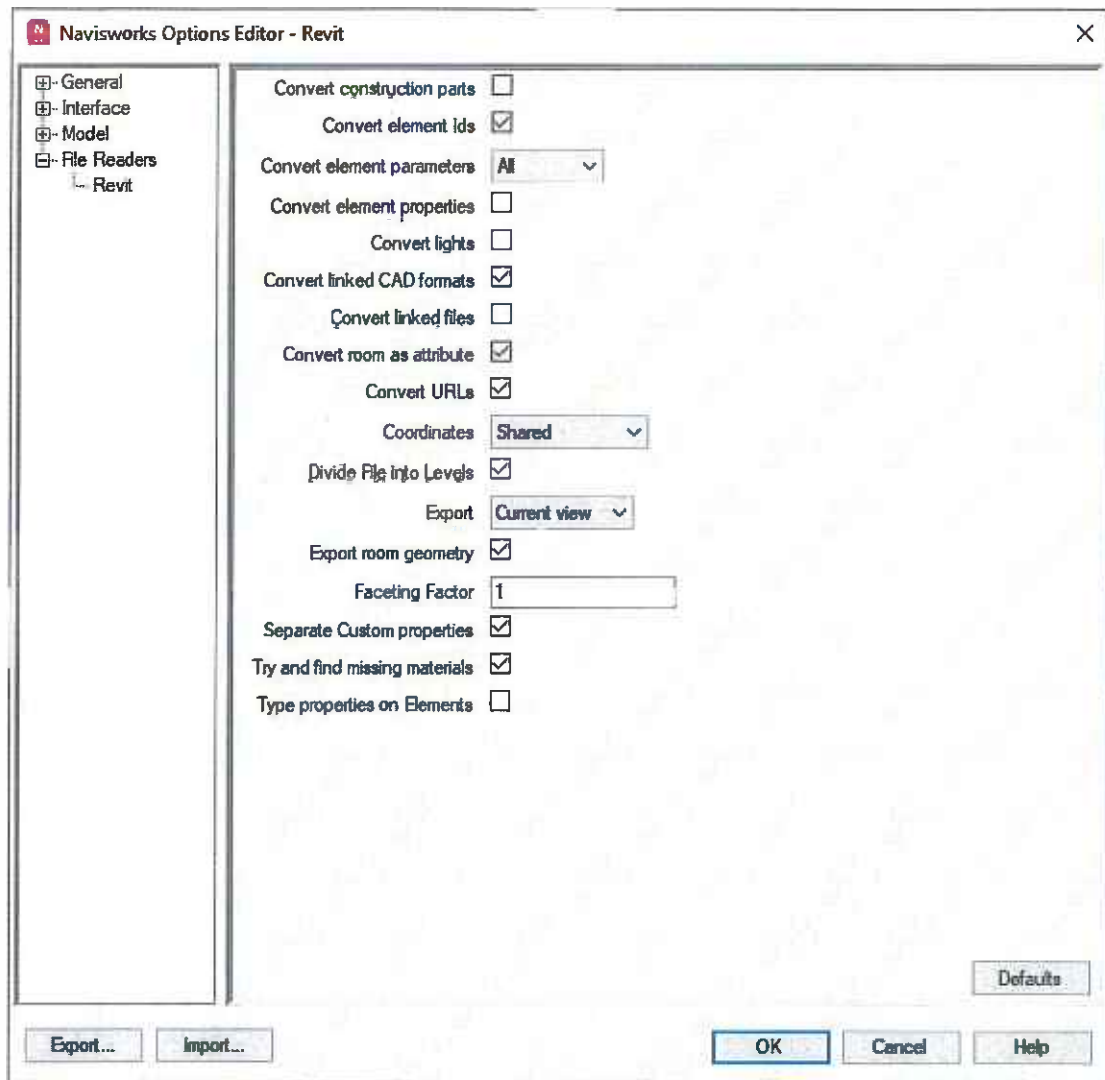 Navisworks Options Editor - Revit
General
Interface
Model
File Readers
Revit
Convert construction parts
Convert element ids
Convert element parameters All
Convert element properties
Convert lights
Convert linked CAD formats
Convert linked files
Convert room as attribute
Convert URLs
Coordinates Shared
Divide File into Levels
Export Current view
Export room geometry
Faceting Factor 1
Separate Custom properties
Try and find missing materials
Type properties on Elements
Defaults
Export... Import... OK Cancel Help